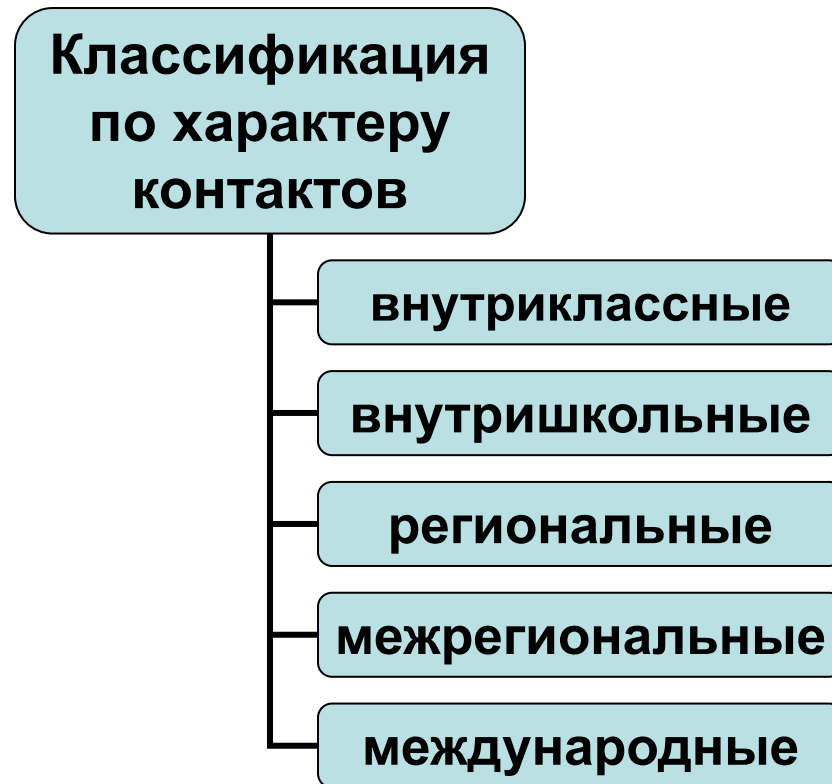 Классификация
по характеру
контактов
внутриклассные
внутришкольные
региональные
межрегиональные
международные